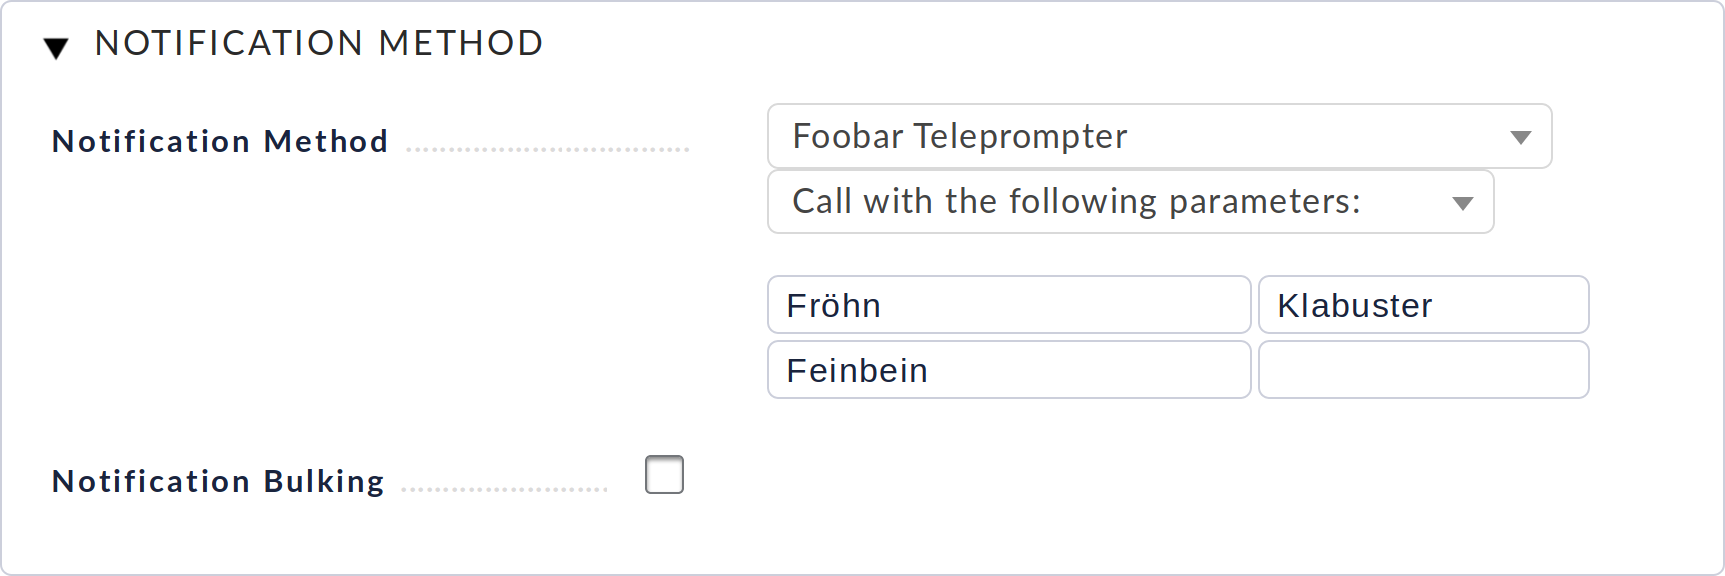 NOTIFICATION METHOD
Notification Method Foobar Teleprompter
Call with the following parameters:
Fröhn Klabuster
Feinbein
Notification Bulking